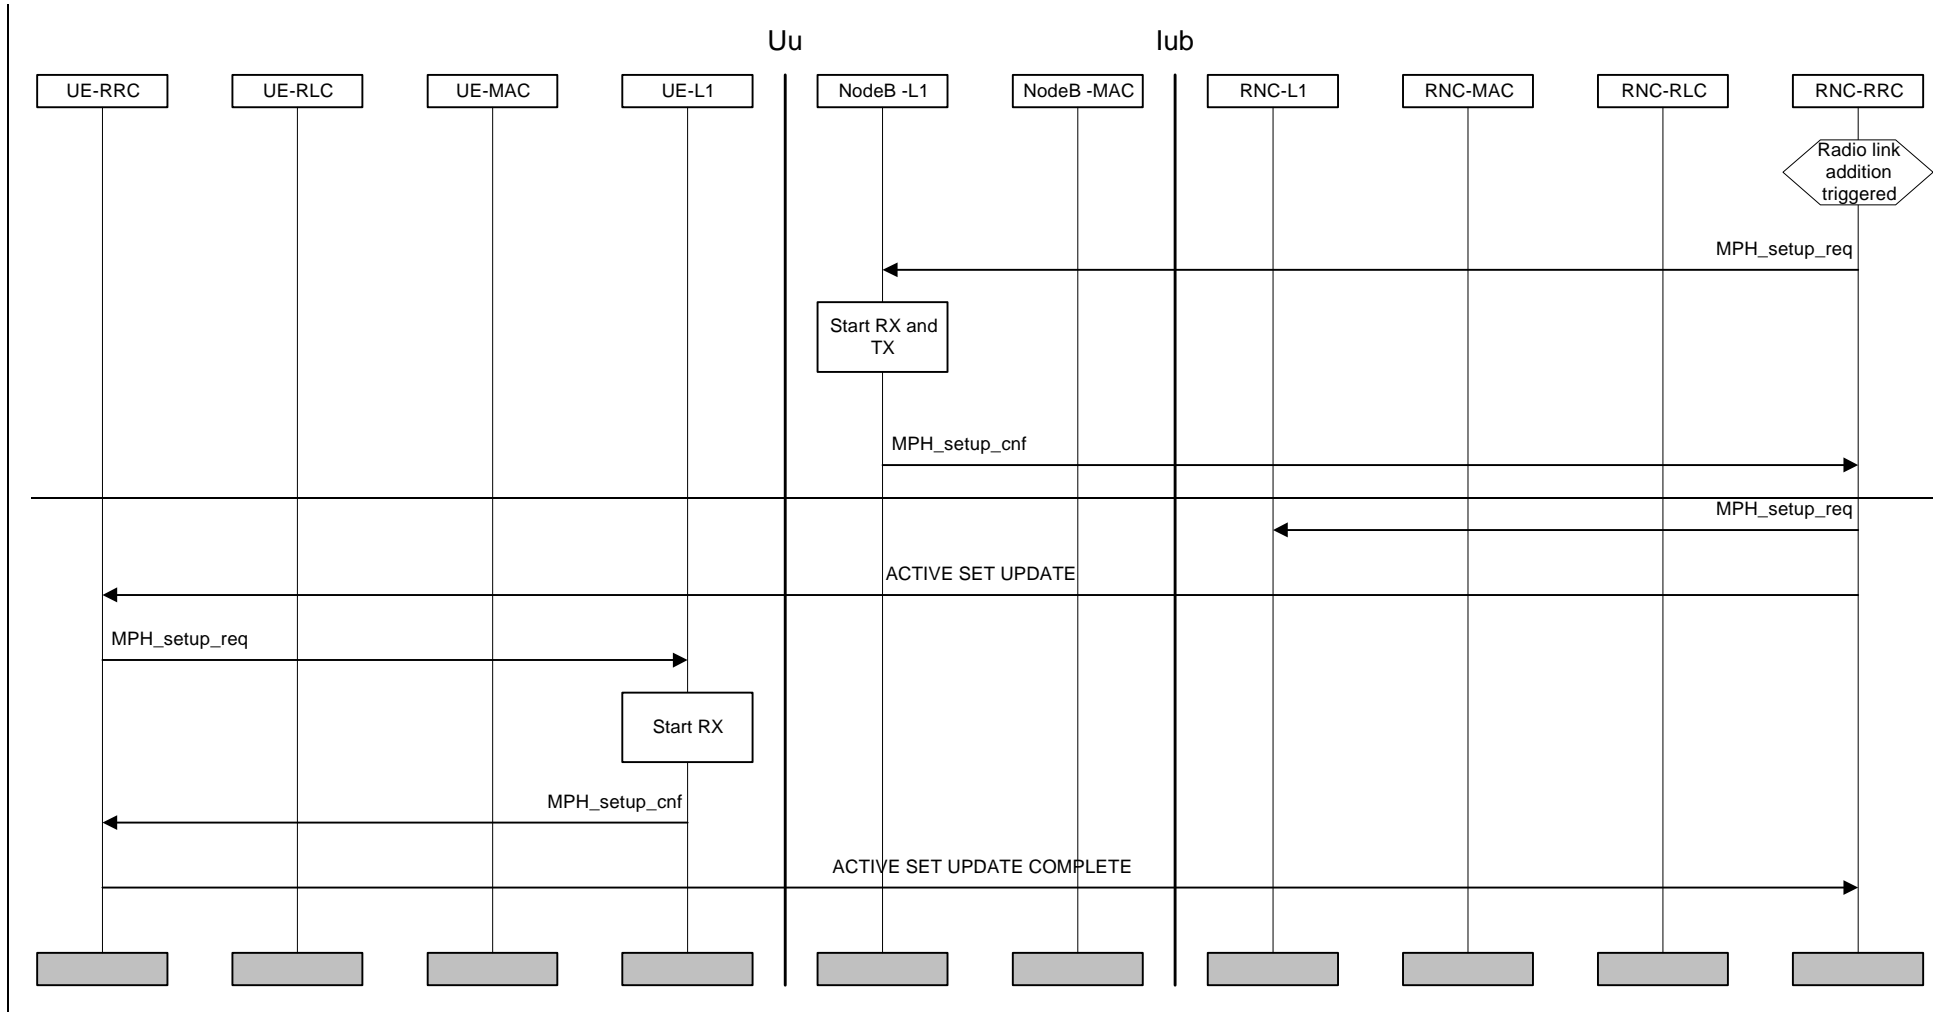 Uu
Iub
UE-RRC
UE-RLC
UE-MAC
UE-L1
NodeB -L1
NodeB -MAC
RNC-L1
RNC-MAC
RNC-RLC
RNC-RRC
Radio link
addition
triggered
MPH_setup_req
Start RX and
TX
MPH_setup_cnf
MPH_setup_req
ACTIVE SET UPDATE
MPH_setup_req
Start RX
MPH_setup_cnf
ACTIVE SET UPDATE COMPLETE